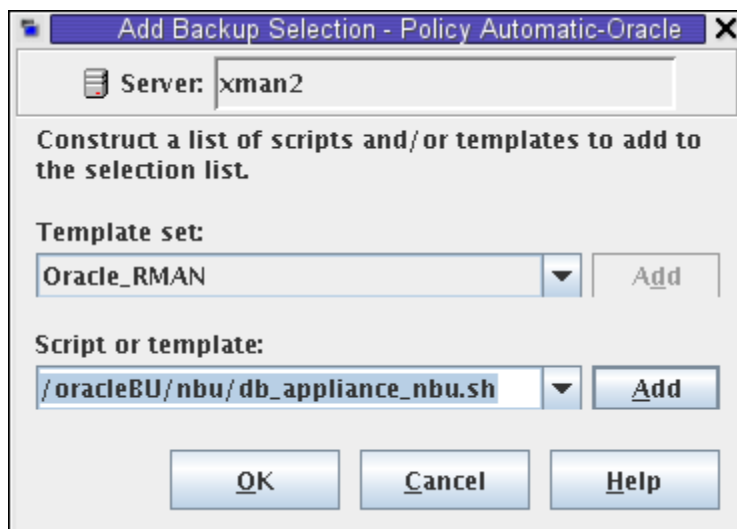 Add Backup Selection - Policy Automatic-Oracle
Server: xman2
Construct a list of scripts and/or templates to add to
the selection list.
Template set:
Oracle_RMAN Add
Script or template:
/oracleBU/nbu/db_appliance_nbu.sh Add
OK Cancel Help